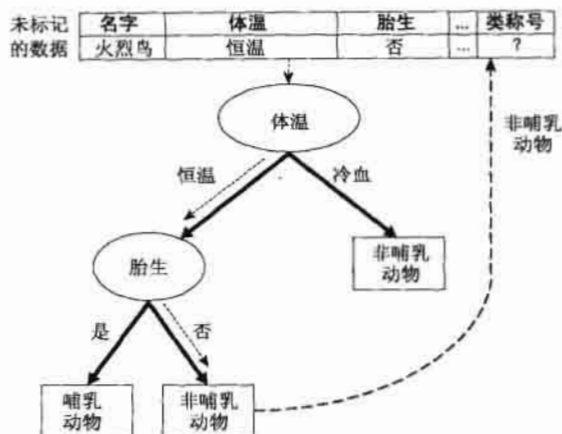 未标记
的数据
名字 体温 胎生 ... 类称号
火烈鸟 恒温 否 ... ?
体温
非哺乳
动物
恒温 冷血
胎生
非哺乳
动物
是 否
哺乳
动物
非哺乳
动物